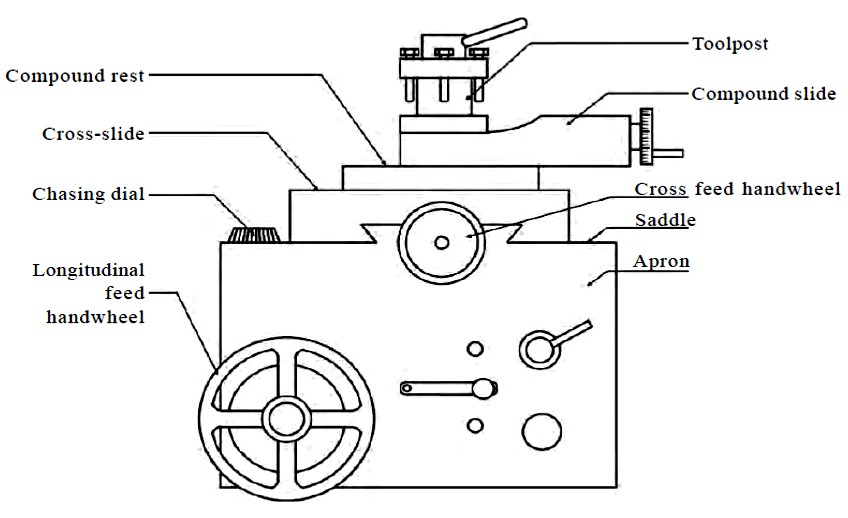 Toolpost
Compound rest
Compound slide
Cross-slide
Chasing dial
Cross feed handwheel
Saddle
Longitudinal
feed
handwheel
Apron